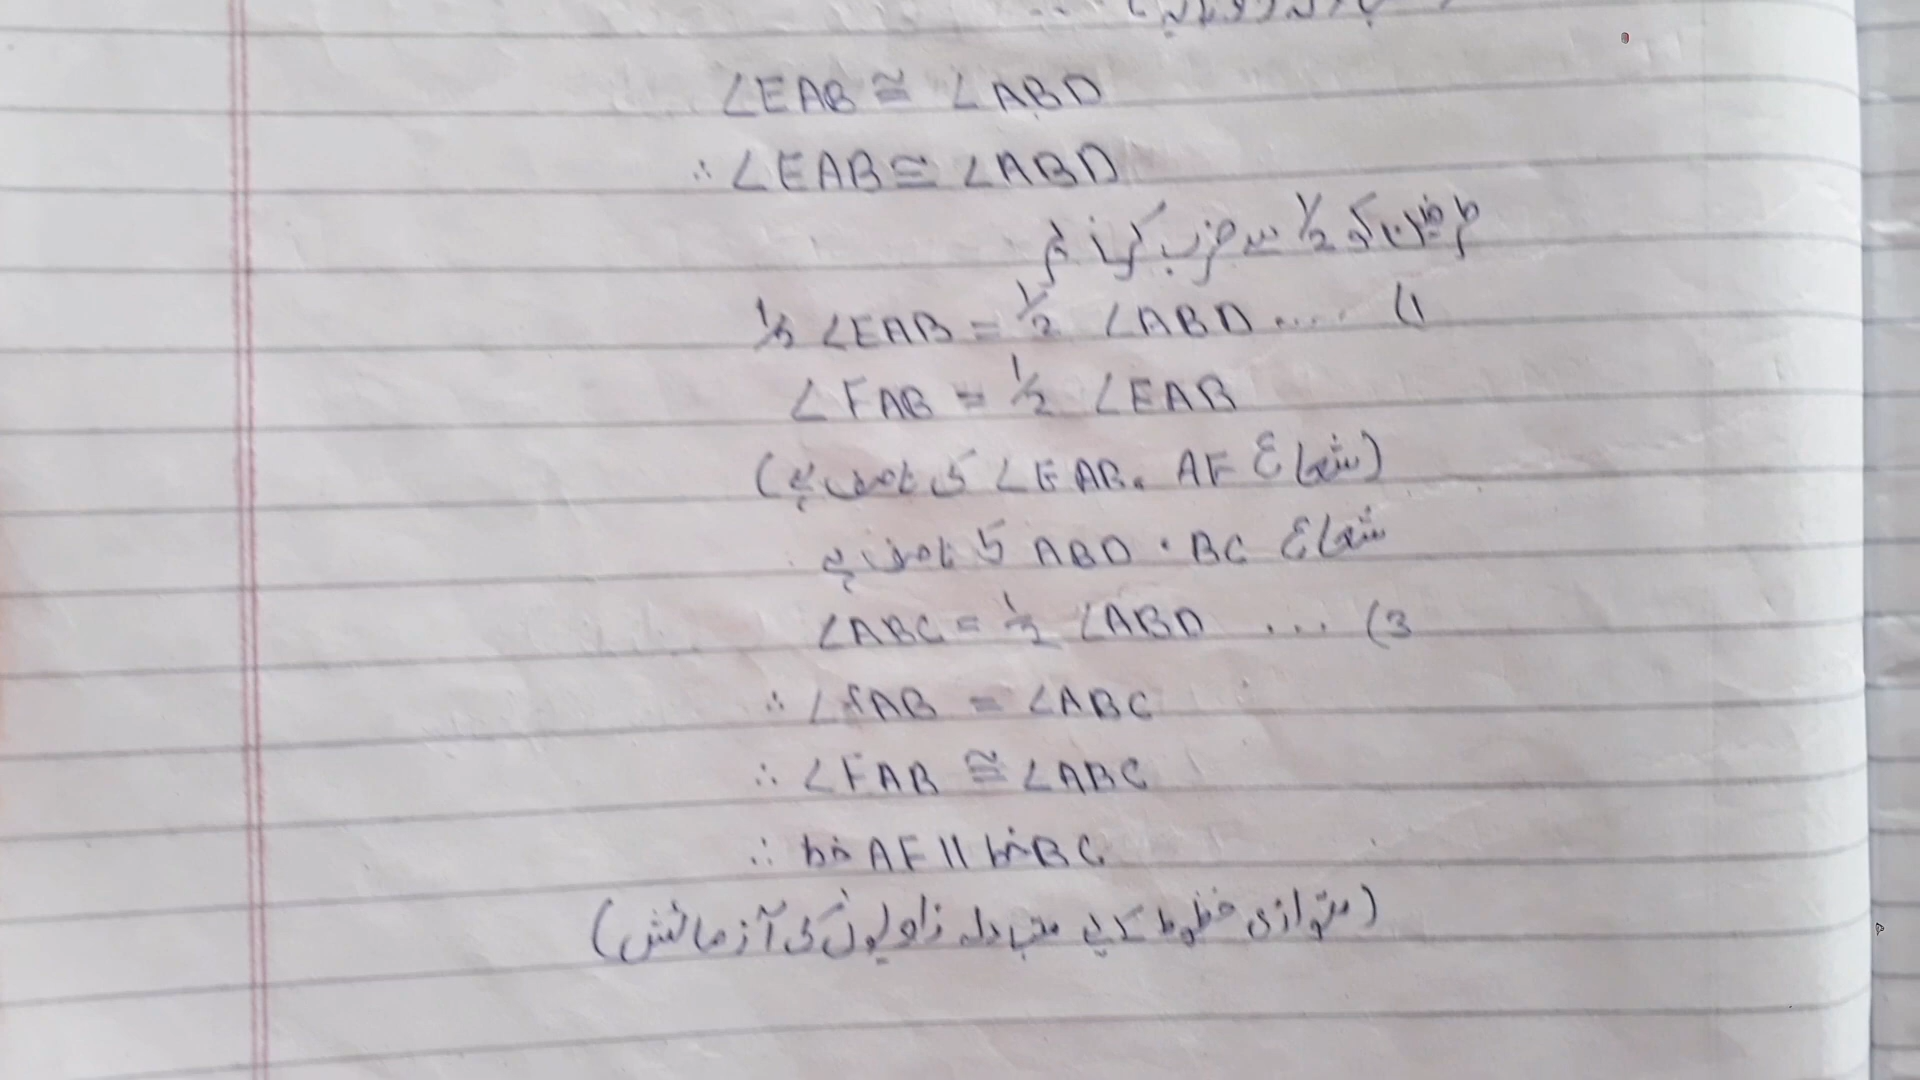 ∠EAB ≅ ∠ABD
∴ ∠EAB ≅ ∠ABD
طرفین کو 1/2 سے ضرب کرنے پر
1/2 ∠EAB = 1/2 ∠ABD .... (1
∠FAB = 1/2 ∠EAB
(شعاع AF، ∠EAB کی ناصف ہے)
شعاع BC، ABD کا ناصف ہے
∠ABC = 1/2 ∠ABD ... (3
∴ ∠FAB = ∠ABC
∴ ∠FAB ≅ ∠ABC
∴ خط AF || خط BC
(متوازی خطوط کے لیے متبادلہ زاویوں کی آزمائش)